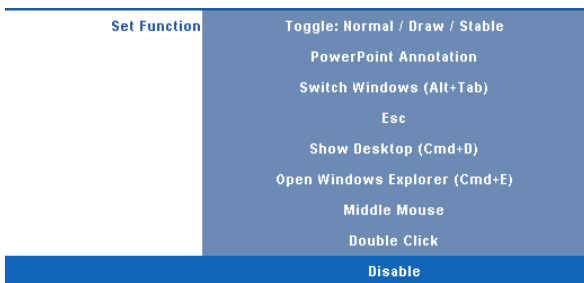 Set Function Toggle: Normal / Draw / Stable
PowerPoint Annotation
Switch Windows (Alt+Tab)
Esc
Show Desktop (Cmd+D)
Open Windows Explorer (Cmd+E)
Middle Mouse
Double Click
Disable